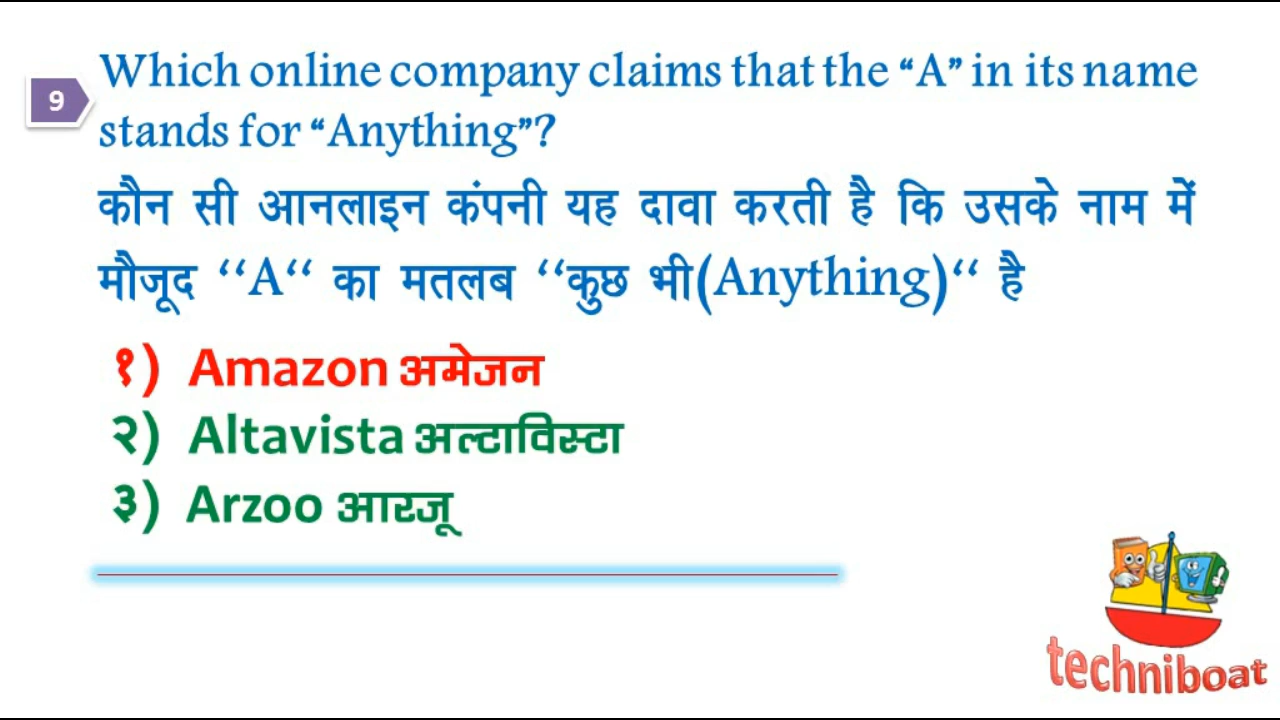 9
Which online company claims that the “A” in its name
stands for “Anything”?
कौन सी आनलाइन कंपनी यह दावा करती है कि उसके नाम में
मौजूद ‘‘A‘‘ का मतलब ‘‘कुछ भी(Anything)‘‘ है
१) Amazon अमेजन
२) Altavista अल्टाविस्टा
३) Arzoo आरजू
techniboat